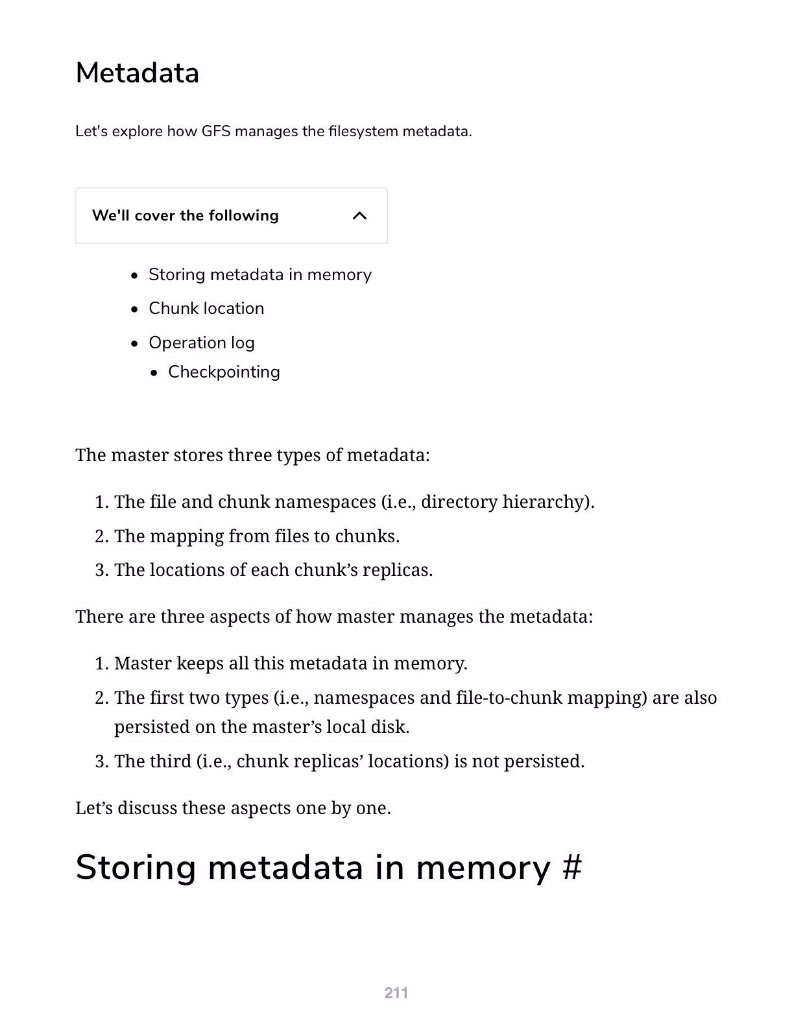 Metadata
Let's explore how GFS manages the filesystem metadata.
We'll cover the following
• Storing metadata in memory
• Chunk location
• Operation log
• Checkpointing
The master stores three types of metadata:
1. The file and chunk namespaces (i.e., directory hierarchy).
2. The mapping from files to chunks.
3. The locations of each chunk’s replicas.
There are three aspects of how master manages the metadata:
1. Master keeps all this metadata in memory.
2. The first two types (i.e., namespaces and file-to-chunk mapping) are also
persisted on the master’s local disk.
3. The third (i.e., chunk replicas’ locations) is not persisted.
Let’s discuss these aspects one by one.
Storing metadata in memory #
211